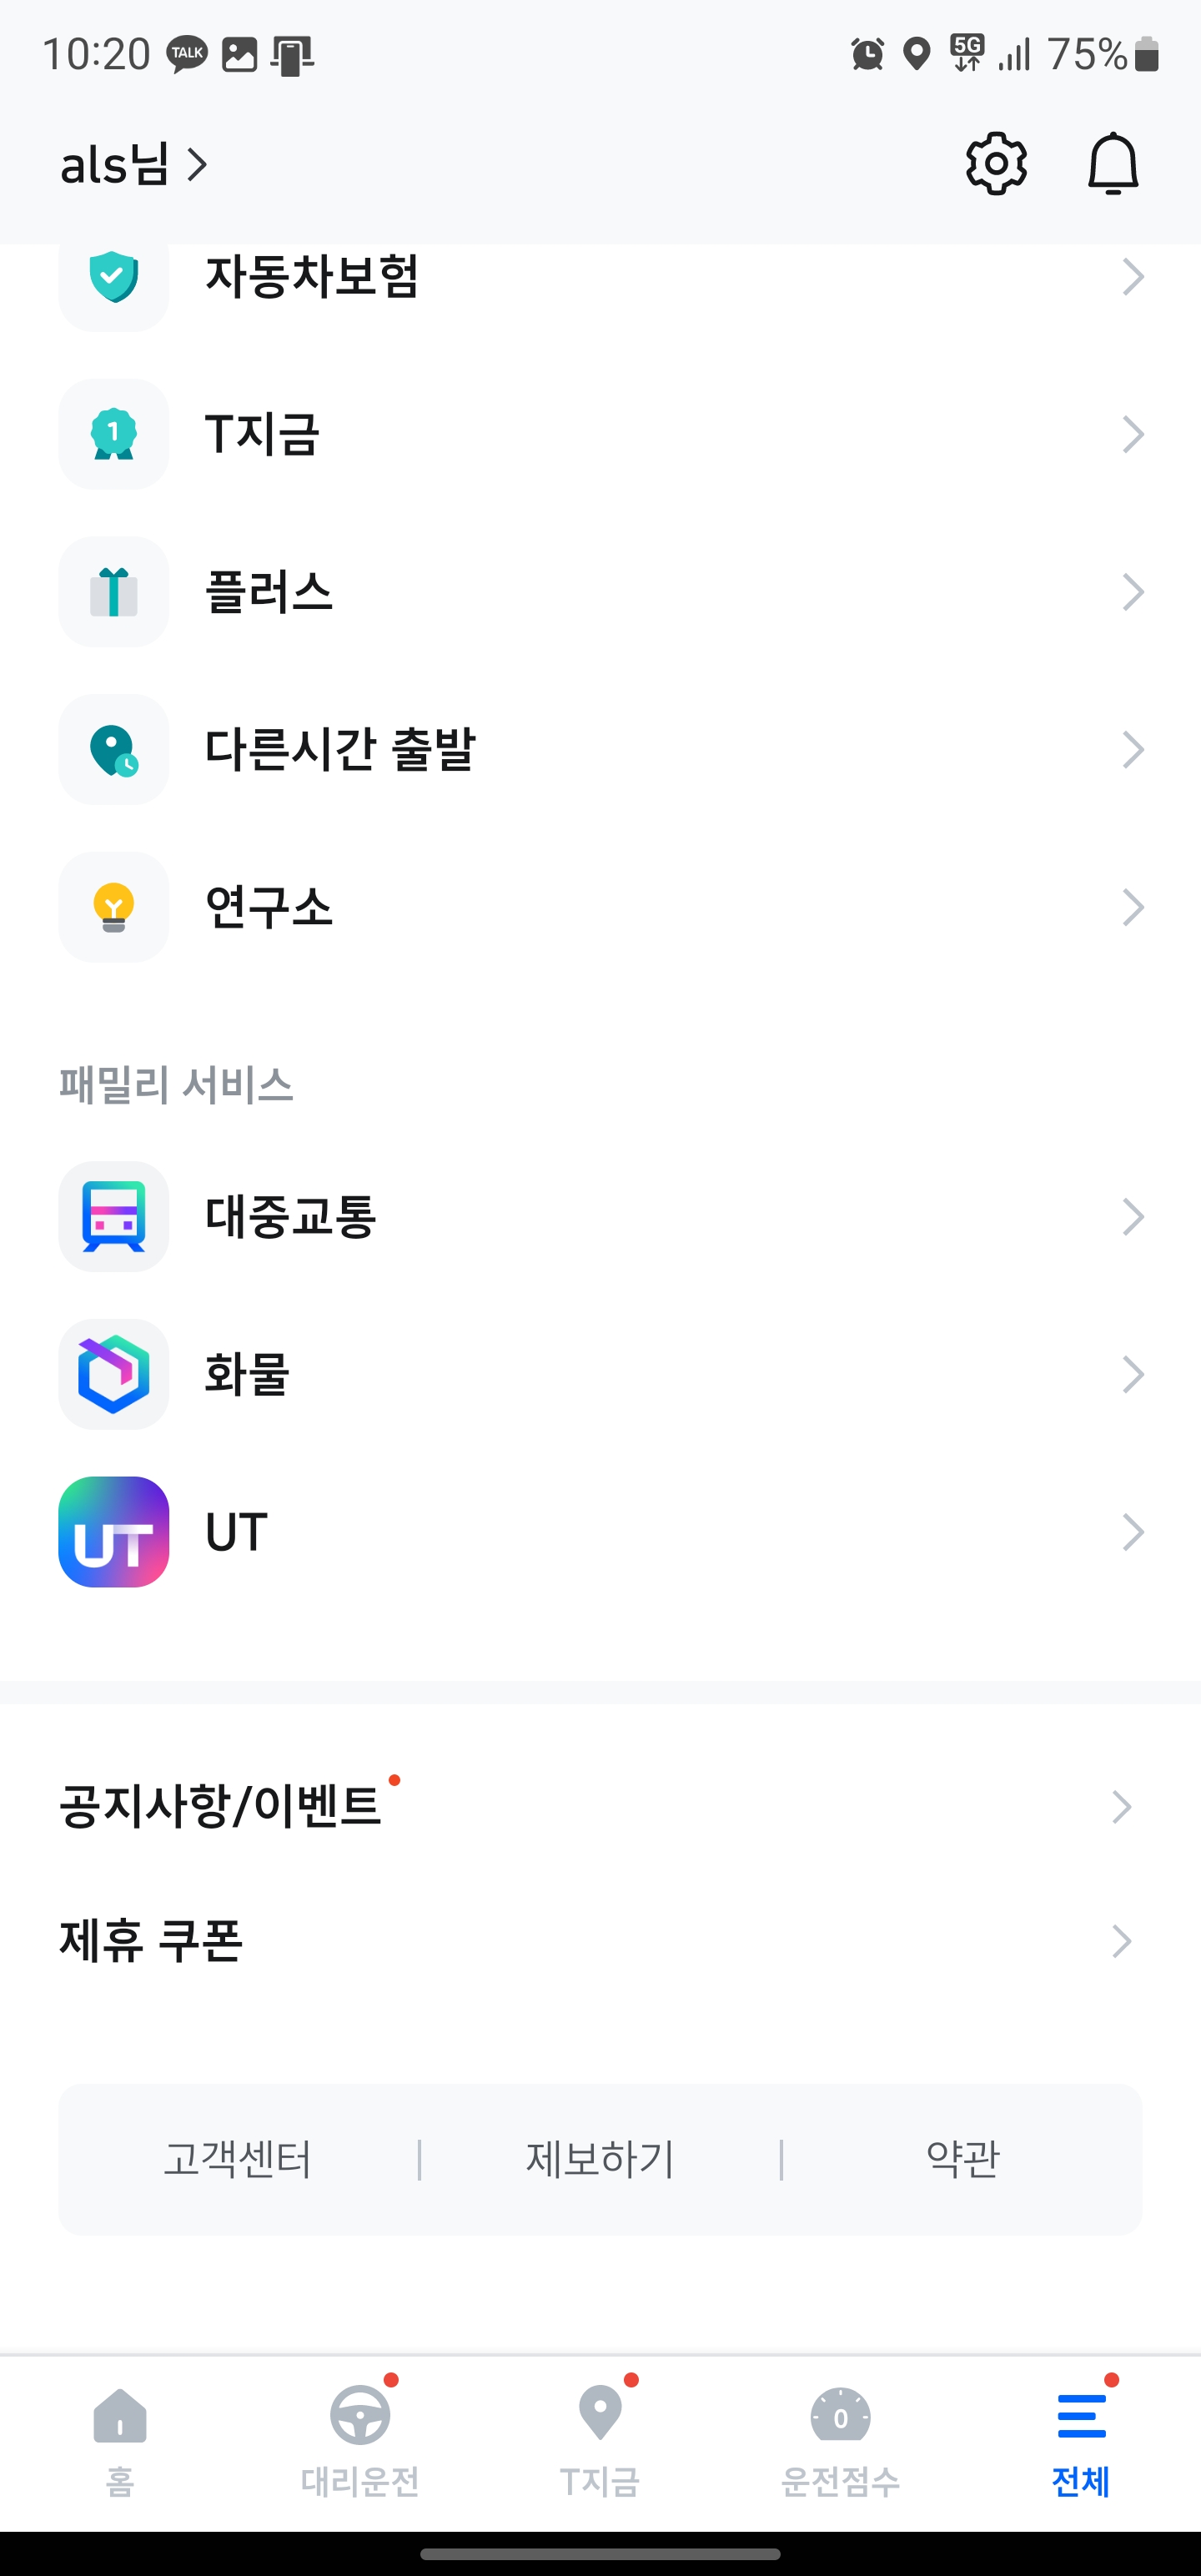 10:20 TALK 5G 75%
als님
자동차보험
1 T지금
플러스
다른시간 출발
연구소
패밀리 서비스
대중교통
화물
UT UT
공지사항/이벤트
제휴 쿠폰
고객센터 | 제보하기 | 약관
0
홈 대리운전 T지금 운전점수 전체